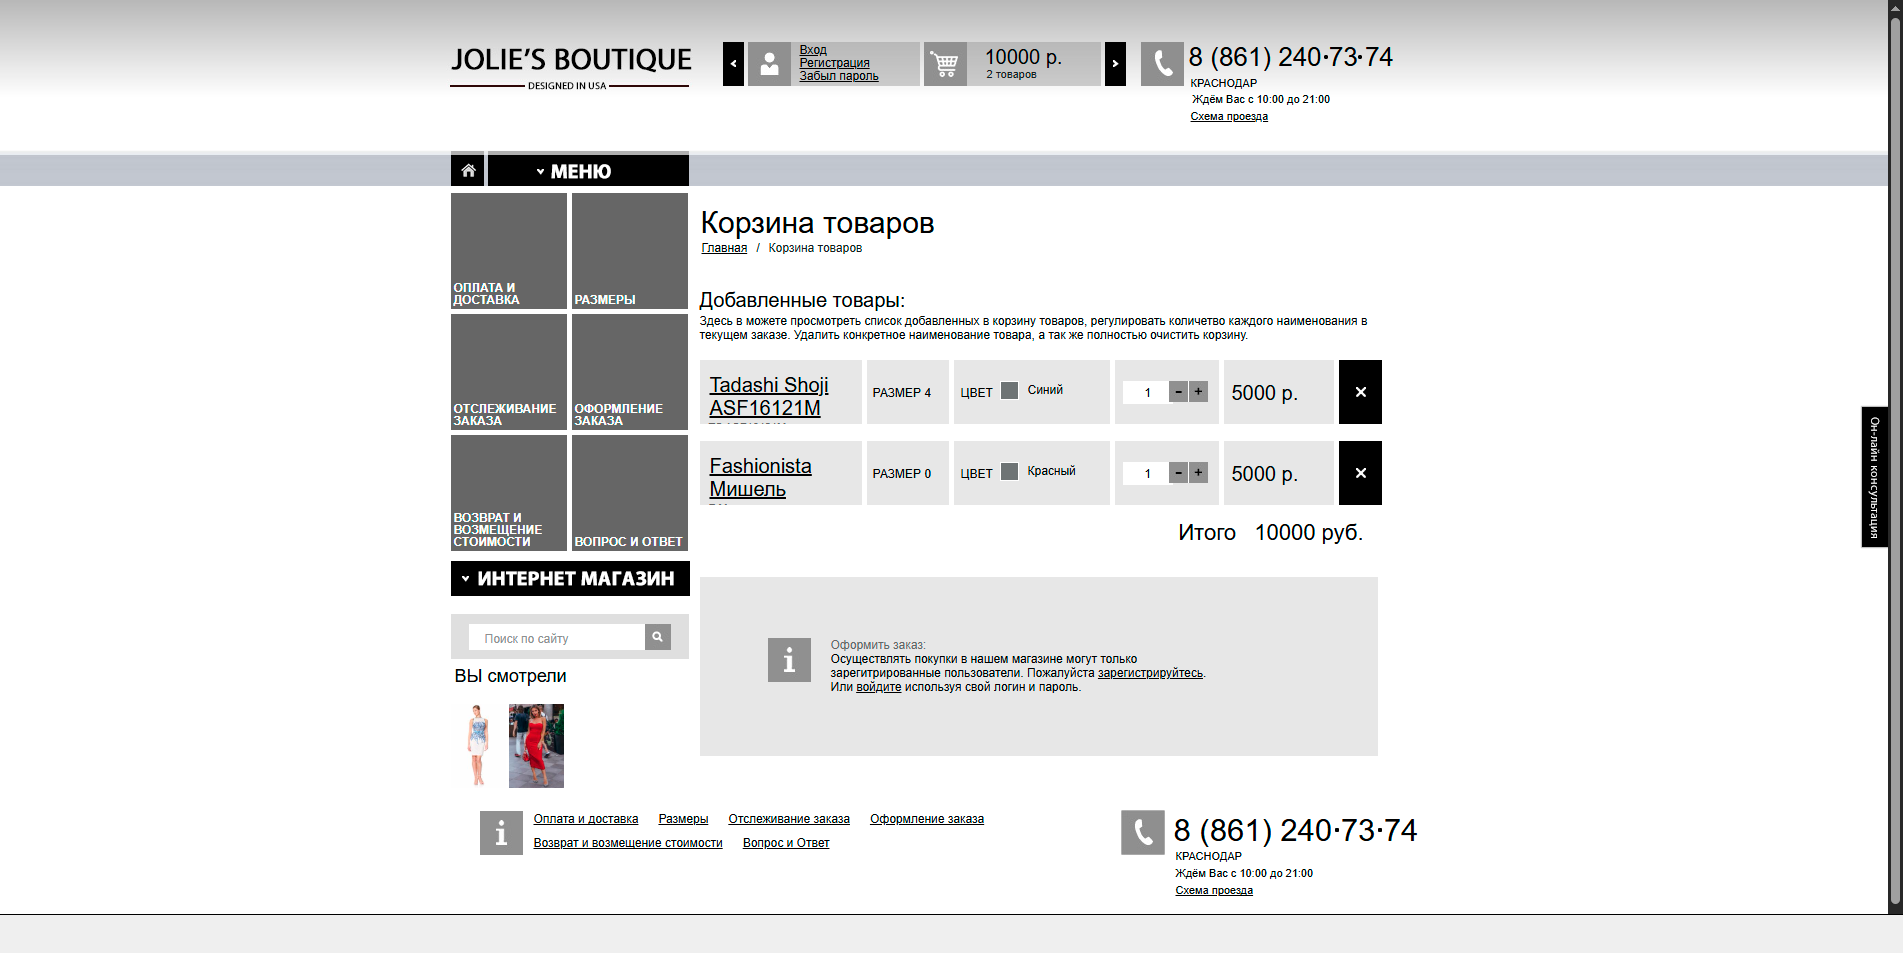 JOLIE'S BOUTIQUE
DESIGNED IN USA
Вход
Регистрация
Забыл пароль
10000 р.
2 товаров
8 (861) 240·73·74
КРАСНОДАР
Ждём Вас с 10:00 до 21:00
Схема проезда
МЕНЮ
ОПЛАТА И
ДОСТАВКА
РАЗМЕРЫ
ОТСЛЕЖИВАНИЕ
ЗАКАЗА
ОФОРМЛЕНИЕ
ЗАКАЗА
ВОЗВРАТ И
ВОЗМЕЩЕНИЕ
СТОИМОСТИ
ВОПРОС И ОТВЕТ
ИНТЕРНЕТ МАГАЗИН
Поиск по сайту
ВЫ смотрели
Корзина товаров
Главная / Корзина товаров
Добавленные товары:
Здесь в можете просмотреть список добавленных в корзину товаров, регулировать количетво каждого наименования в
текущем заказе. Удалить конкретное наименование товара, а так же полностью очистить корзину.
Tadashi Shoji
ASF16121M
РАЗМЕР 4
ЦВЕТ Синий
1 - +
5000 р.
×
Fashionista
Мишель
РАЗМЕР 0
ЦВЕТ Красный
1 - +
5000 р.
×
Итого 10000 руб.
Оформить заказ:
Осуществлять покупки в нашем магазине могут только
зарегитрированные пользователи. Пожалуйста зарегистрируйтесь.
Или войдите используя свой логин и пароль.
Он-лайн консультация
Оплата и доставка Размеры Отслеживание заказа Оформление заказа
Возврат и возмещение стоимости Вопрос и Ответ
8 (861) 240·73·74
КРАСНОДАР
Ждём Вас с 10:00 до 21:00
Схема проезда